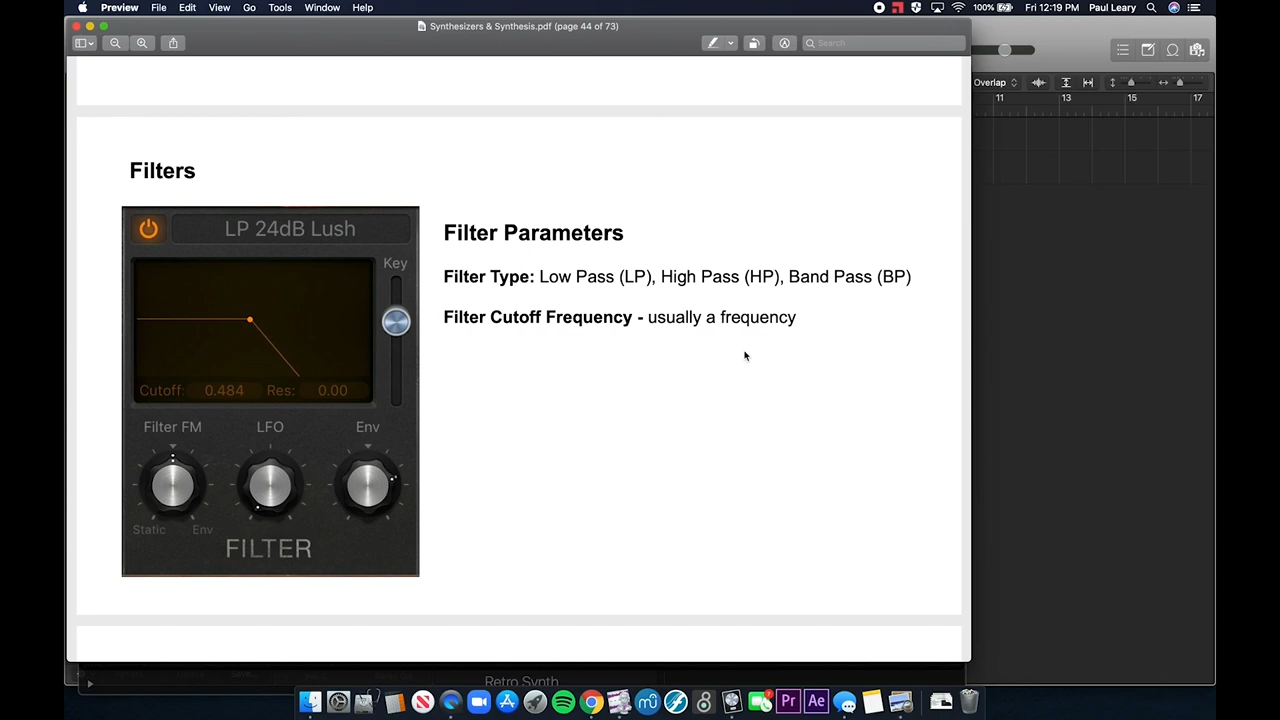 Preview File Edit View Go Tools Window Help 100% Fri 12:19 PM Paul Leary
Synthesizers & Synthesis.pdf (page 44 of 73)
Search
Overlap
11 13 15 17
Filters
LP 24dB Lush
Key
Cutoff: 0.484 Res: 0.00
Filter FM LFO Env
Static Env
FILTER
Filter Parameters
Filter Type: Low Pass (LP), High Pass (HP), Band Pass (BP)
Filter Cutoff Frequency - usually a frequency
Retro Synth
Pr Ae